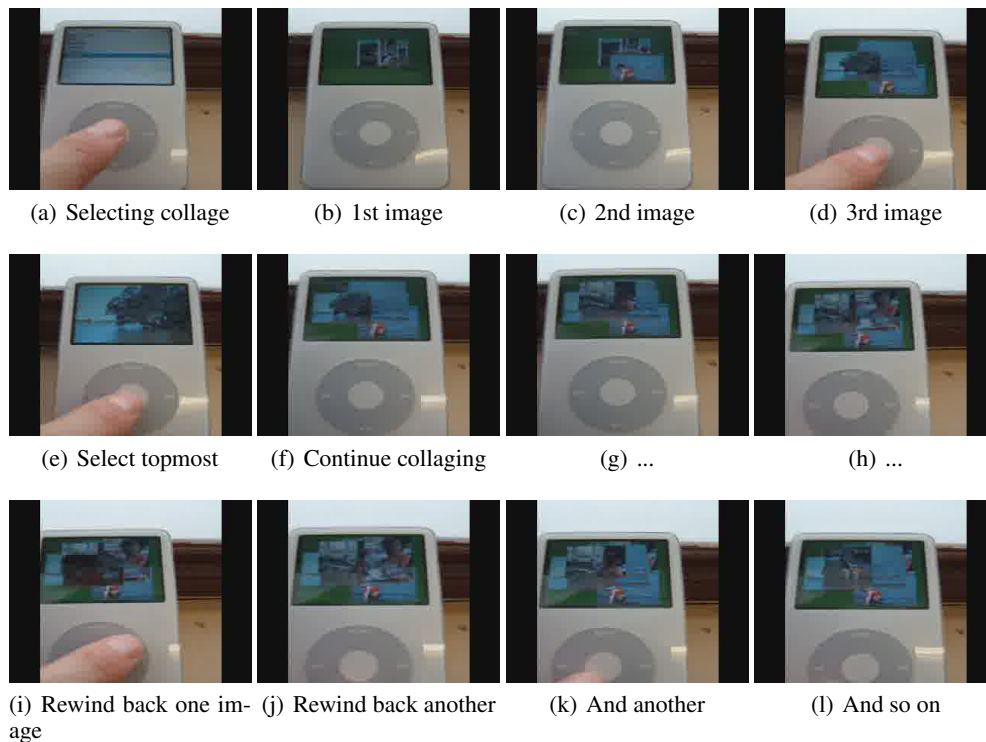 (a) Selecting collage
(b) 1st image
(c) 2nd image
(d) 3rd image
(e) Select topmost
(f) Continue collaging
(g) ...
(h) ...
(i) Rewind back one im-
age
(j) Rewind back another
(k) And another
(l) And so on